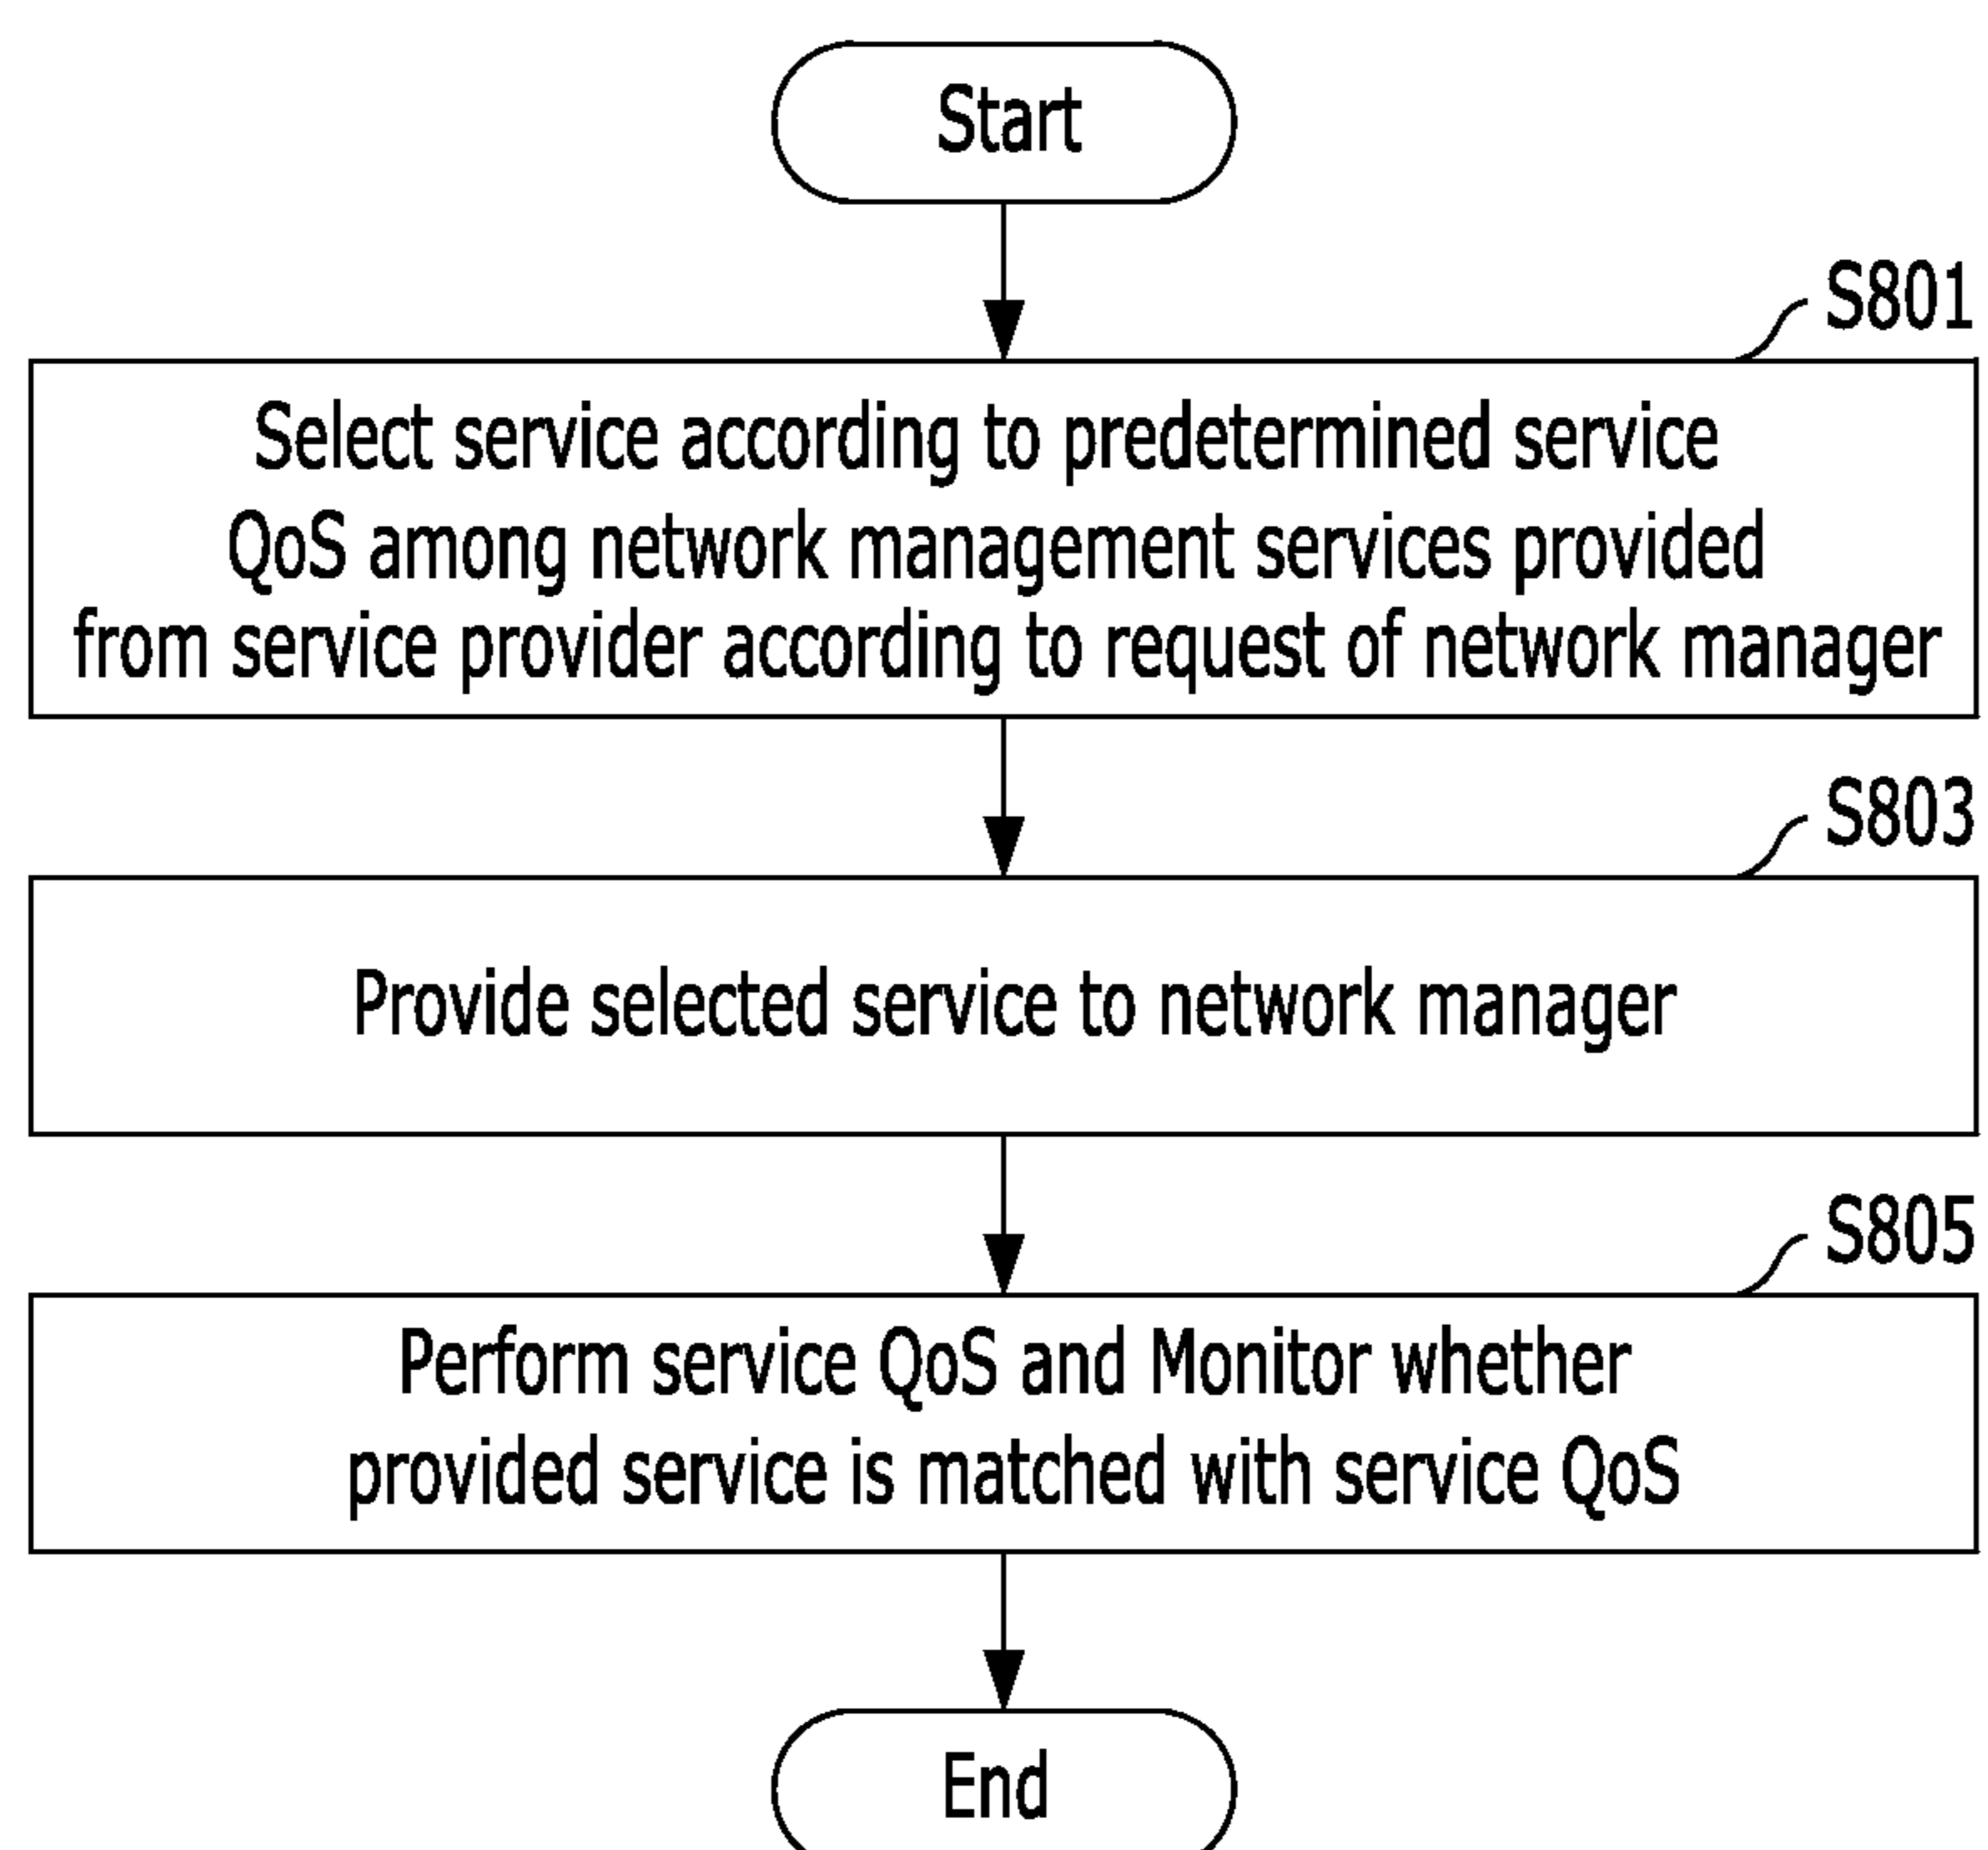 Start
S801
Select service according to predetermined service
QoS among network management services provided
from service provider according to request of network manager
S803
Provide selected service to network manager
S805
Perform service QoS and Monitor whether
provided service is matched with service QoS
End